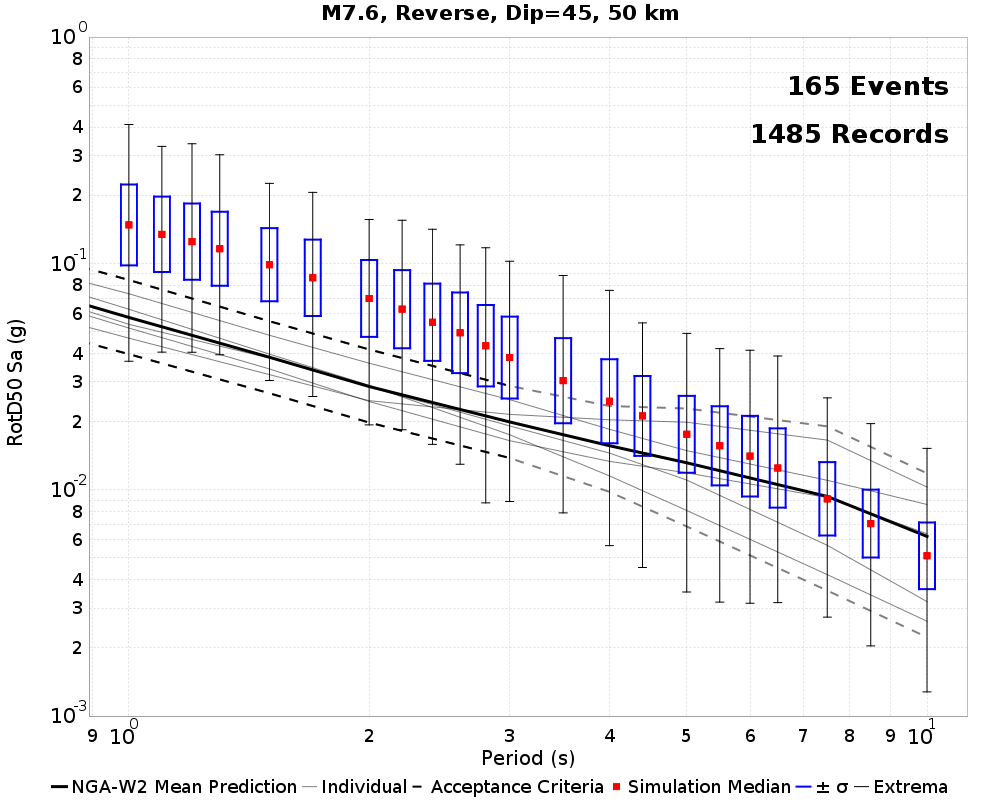 M7.6, Reverse, Dip=45, 50 km
165 Events
1485 Records
RotD50 Sa (g)
10^0
8
6
4
3
2
10^-1
8
6
4
3
2
10^-2
8
6
4
3
2
10^-3
9 10^0 2 3 4 5 6 7 8 9 10^1
Period (s)
NGA-W2 Mean Prediction Individual Acceptance Criteria Simulation Median ± σ Extrema